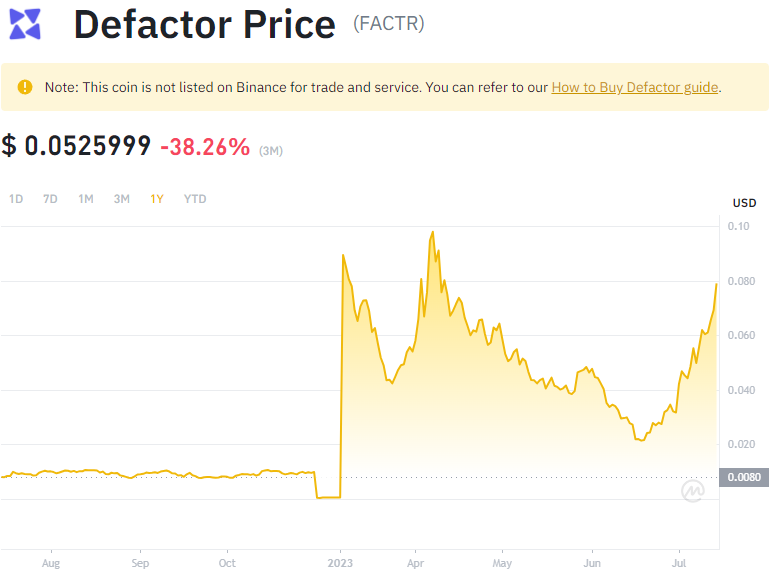 Defactor Price (FACTR)
Note: This coin is not listed on Binance for trade and service. You can refer to our How to Buy Defactor guide.
$ 0.0525999 -38.26% (3M)
1D 7D 1M 3M 1Y YTD
USD
0.10
0.080
0.060
0.040
0.020
0.0080
Aug Sep Oct 2023 Apr May Jun Jul